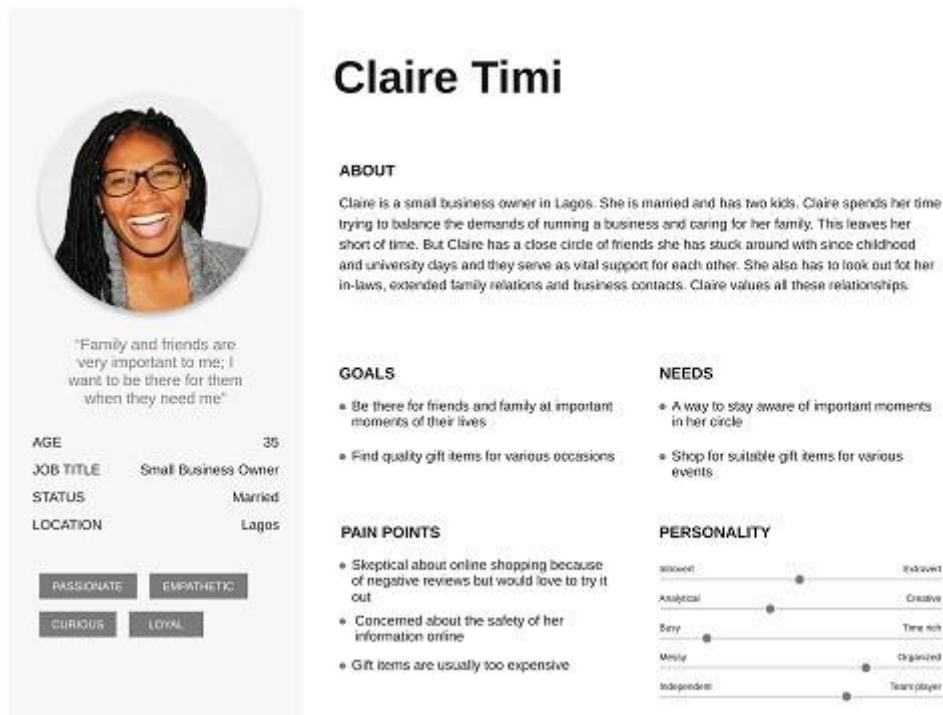 Claire Timi
"Family and friends are
very important to me; I
want to be there for them
when they need me"
AGE 35
JOB TITLE Small Business Owner
STATUS Married
LOCATION Lagos
PASSIONATE EMPATHETIC
CURIOUS LOYAL
ABOUT
Claire is a small business owner in Lagos. She is married and has two kids. Claire spends her time
trying to balance the demands of running a business and caring for her family. This leaves her
short of time. But Claire has a close circle of friends she has stuck around with since childhood
and university days and they serve as vital support for each other. She also has to look out fot her
in-laws, extended family relations and business contacts. Claire values all these relationships.
GOALS
• Be there for friends and family at important
moments of their lives
• Find quality gift items for various occasions
NEEDS
• A way to stay aware of important moments
in her circle
• Shop for suitable gift items for various
events
PAIN POINTS
• Skeptical about online shopping because
of negative reviews but would love to try it
out
• Concerned about the safety of her
information online
• Gift items are usually too expensive
PERSONALITY
Introvert Extrovert
Analytical Creative
Busy Time rich
Messy Organized
Independent Team player